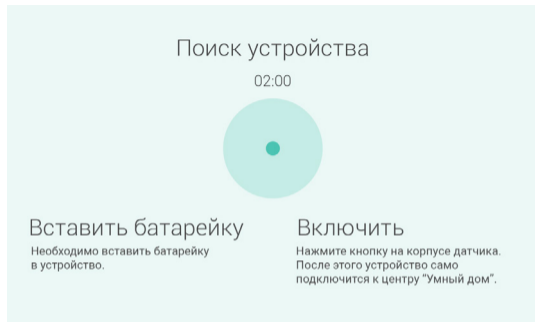 Поиск устройства
02:00
Вставить батарейку
Необходимо вставить батарейку
в устройство.
Включить
Нажмите кнопку на корпусе датчика.
После этого устройство само
подключится к центру "Умный дом".